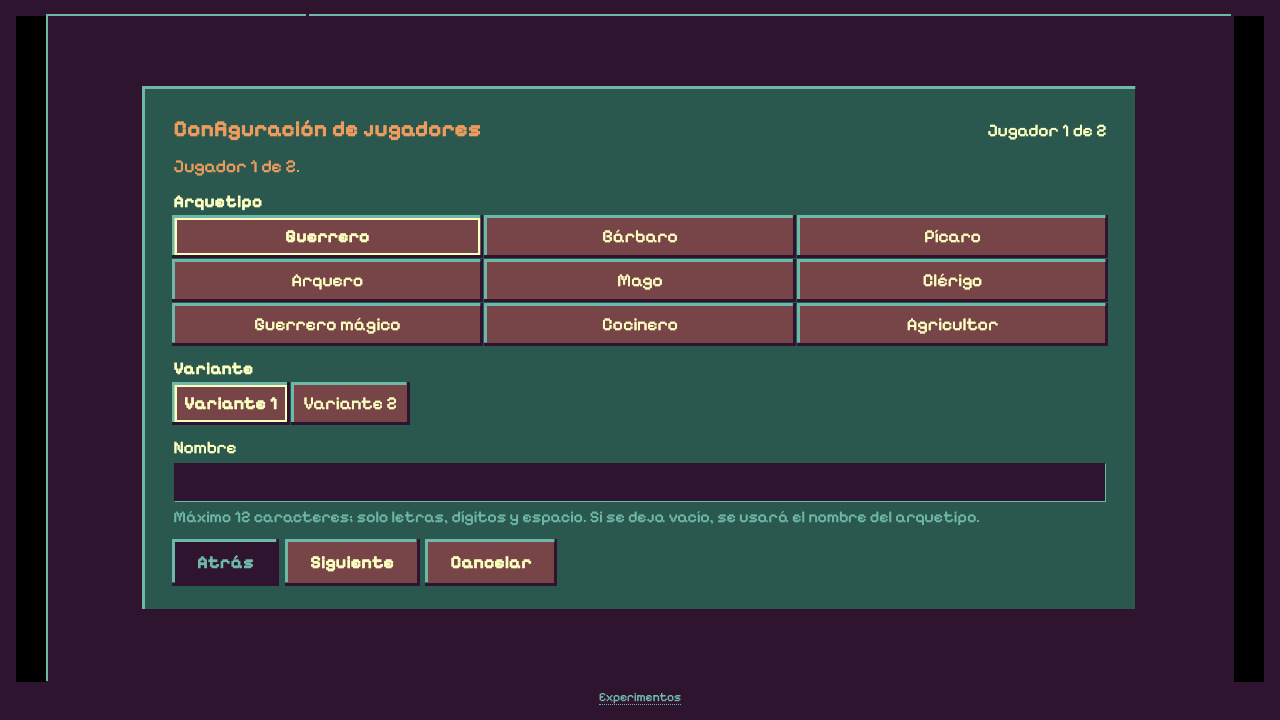 Configuración de jugadores
Jugador 1 de 2
Jugador 1 de 2.
Arquetipo
Guerrero Bárbaro Pícaro
Arquero Mago Clérigo
Guerrero mágico Cocinero Agricultor
Variante
Variante 1 Variante 2
Nombre
Máximo 12 caracteres: solo letras, dígitos y espacio. Si se deja vacío, se usará el nombre del arquetipo.
Atrás Siguiente Cancelar
Experimentos